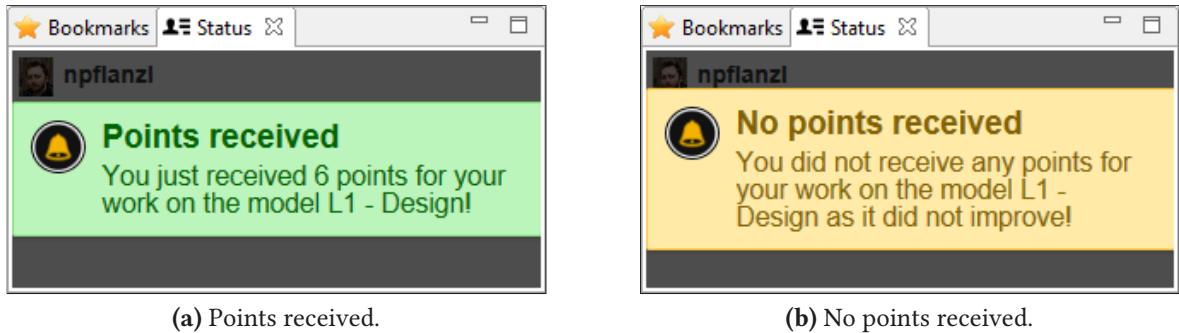 Bookmarks Status
npflanzl
Points received
You just received 6 points for your
work on the model L1 - Design!
(a) Points received.
Bookmarks Status
npflanzl
No points received
You did not receive any points for
your work on the model L1 -
Design as it did not improve!
(b) No points received.